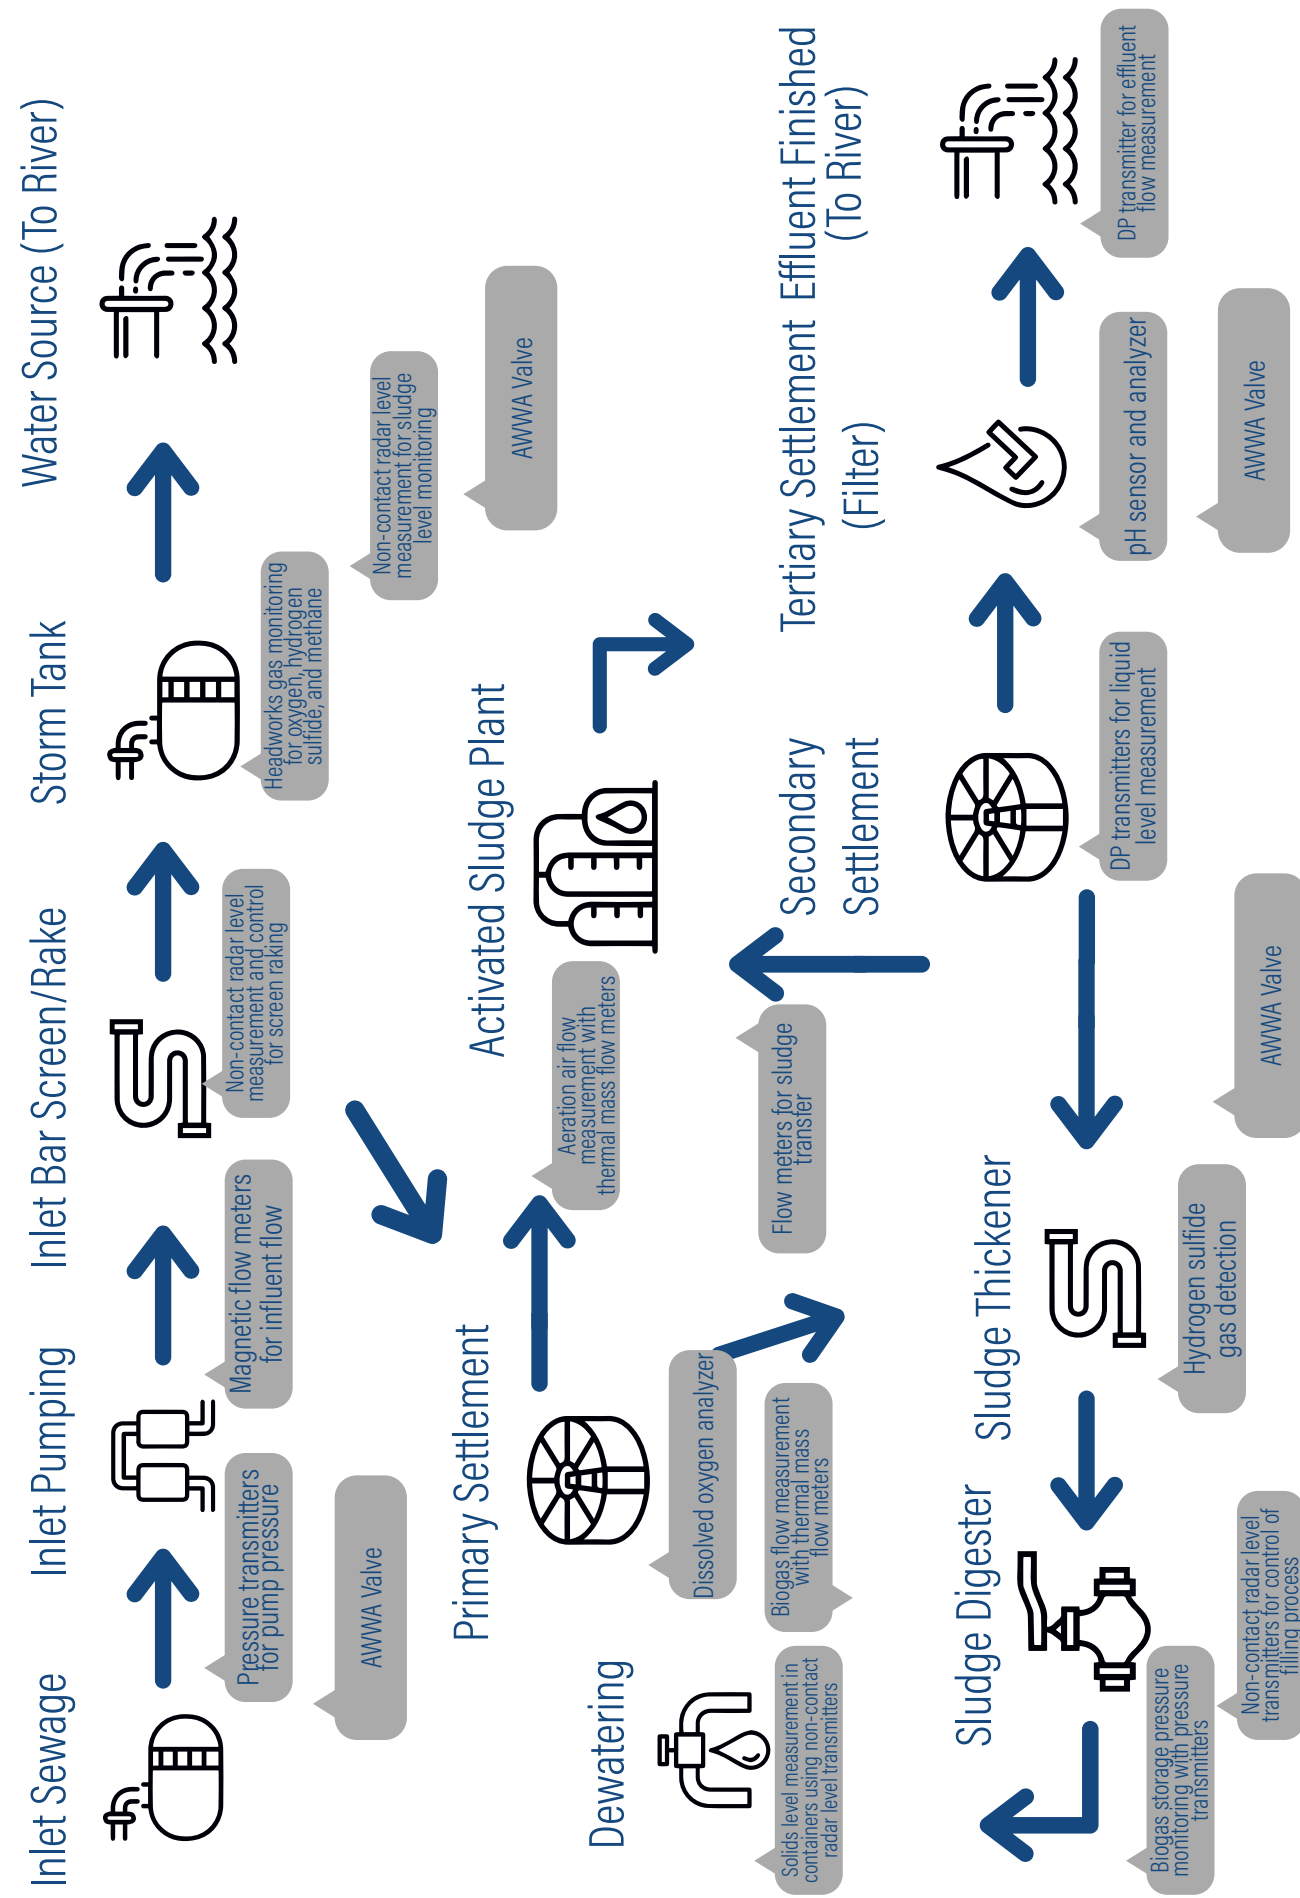 Inlet Sewage
Inlet Pumping
Inlet Bar Screen/Rake
Storm Tank
Water Source (To River)
Pressure transmitters
for pump pressure
Magnetic flow meters
for influent flow
Non-contact radar level
measurement and control
for screen raking
Headworks gas monitoring
for oxygen, hydrogen
sulfide, and methane
AWWA Valve
Non-contact radar level
measurement for sludge
level monitoring
AWWA Valve
Primary Settlement
Activated Sludge Plant
Aeration air flow
measurement with
thermal mass flow meters
Dissolved oxygen analyzer
Flow meters for sludge
transfer
Biogas flow measurement
with thermal mass
flow meters
Dewatering
Solids level measurement in
containers using non-contact
radar level transmitters
Secondary
Settlement
Tertiary Settlement
(Filter)
Effluent Finished
(To River)
Sludge Digester
Sludge Thickener
DP transmitters for liquid
level measurement
pH sensor and analyzer
DP transmitter for effluent
flow measurement
Biogas storage pressure
monitoring with pressure
transmitters
Non-contact radar level
transmitters for control of
filling process
Hydrogen sulfide
gas detection
AWWA Valve
AWWA Valve